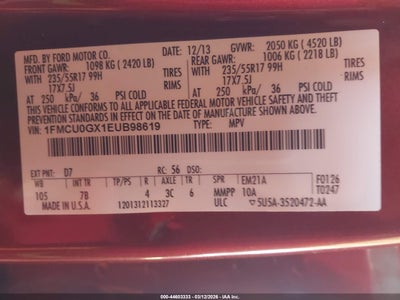 MFD. BY FORD MOTOR CO.
12/13 GVWR: 2050 KG ( 4520 LB)
FRONT GAWR: 1098 KG ( 2420 LB)
REAR GAWR: 1006 KG ( 2218 LB)
235/55R17 99H TIRES 235/55R17 99H TIRES
17X7.5J RIMS 17X7.5J RIMS
AT 250 kPa/ 36 PSI COLD AT 250 kPa/ 36 PSI COLD
THIS VEHICLE CONFORMS TO ALL APPLICABLE FEDERAL MOTOR VEHICLE SAFETY, BUMPER, AND THEFT
PREVENTION STANDARDS IN EFFECT ON THE DATE OF MANUFACTURE SHOWN ABOVE.
VIN: 1FMCU0GX1EUB98619
TYPE: MPV
EXT PNT: D7 RC: 56 DSO:
WB INT TR TP/PS R AXLE TR SPR EM21A F0126
105 7B 4 3C 6 MMPP 10A T0247
MADE IN U.S.A. 1201312113327 ULC 5U5A-3520472-AA
000-44603333 - 03/12/2026 - IAA Inc.